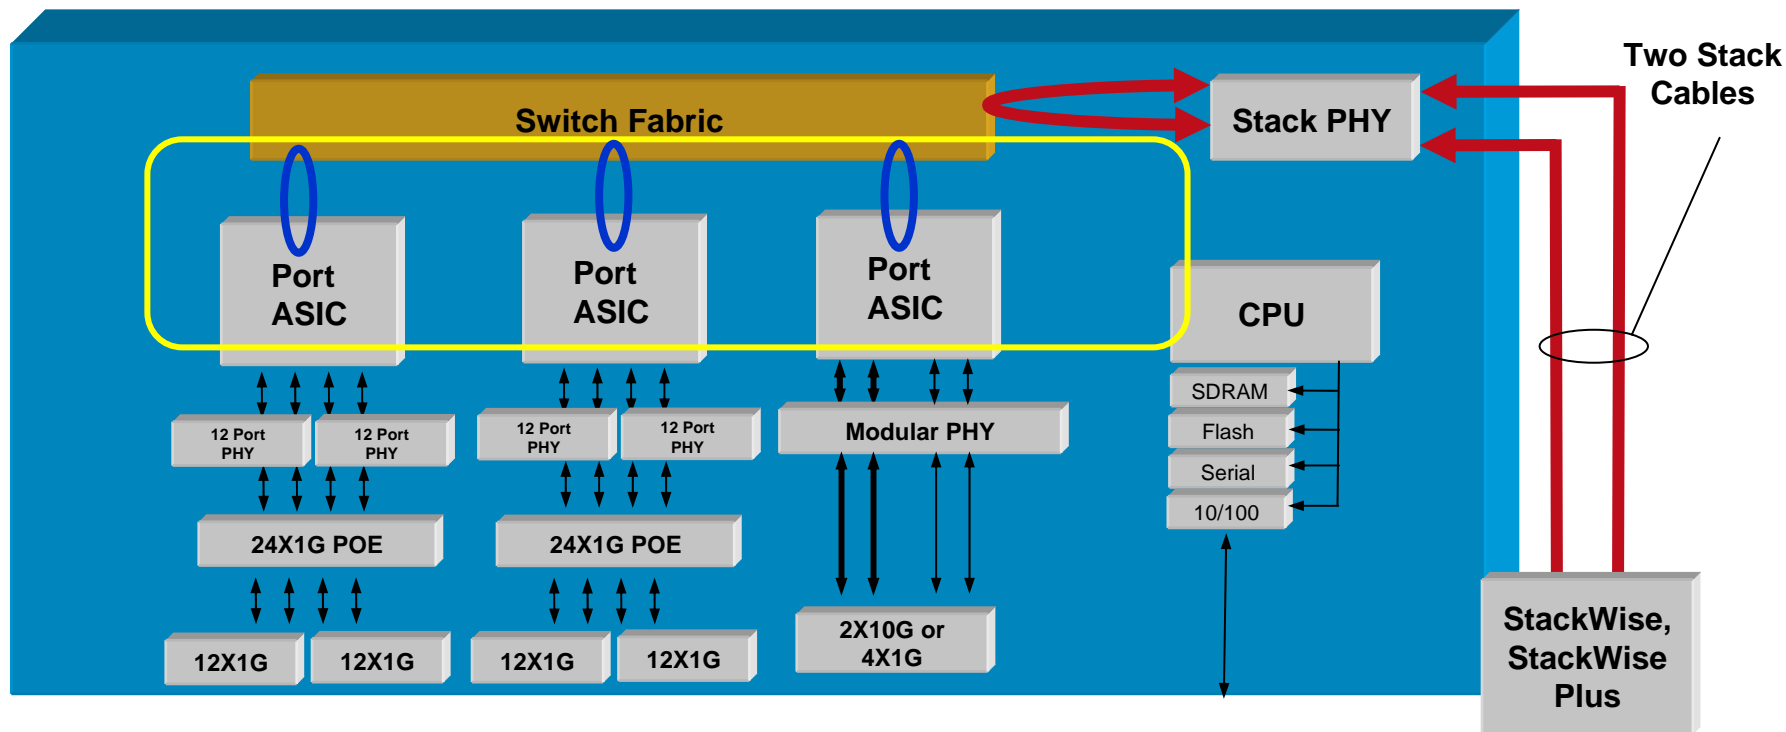 Two Stack
Cables
Switch Fabric
Stack PHY
Port
ASIC
Port
ASIC
Port
ASIC
CPU
SDRAM
Flash
Serial
10/100
12 Port
PHY
12 Port
PHY
12 Port
PHY
12 Port
PHY
Modular PHY
24X1G POE
24X1G POE
2X10G or
4X1G
12X1G
12X1G
12X1G
12X1G
StackWise,
StackWise
Plus